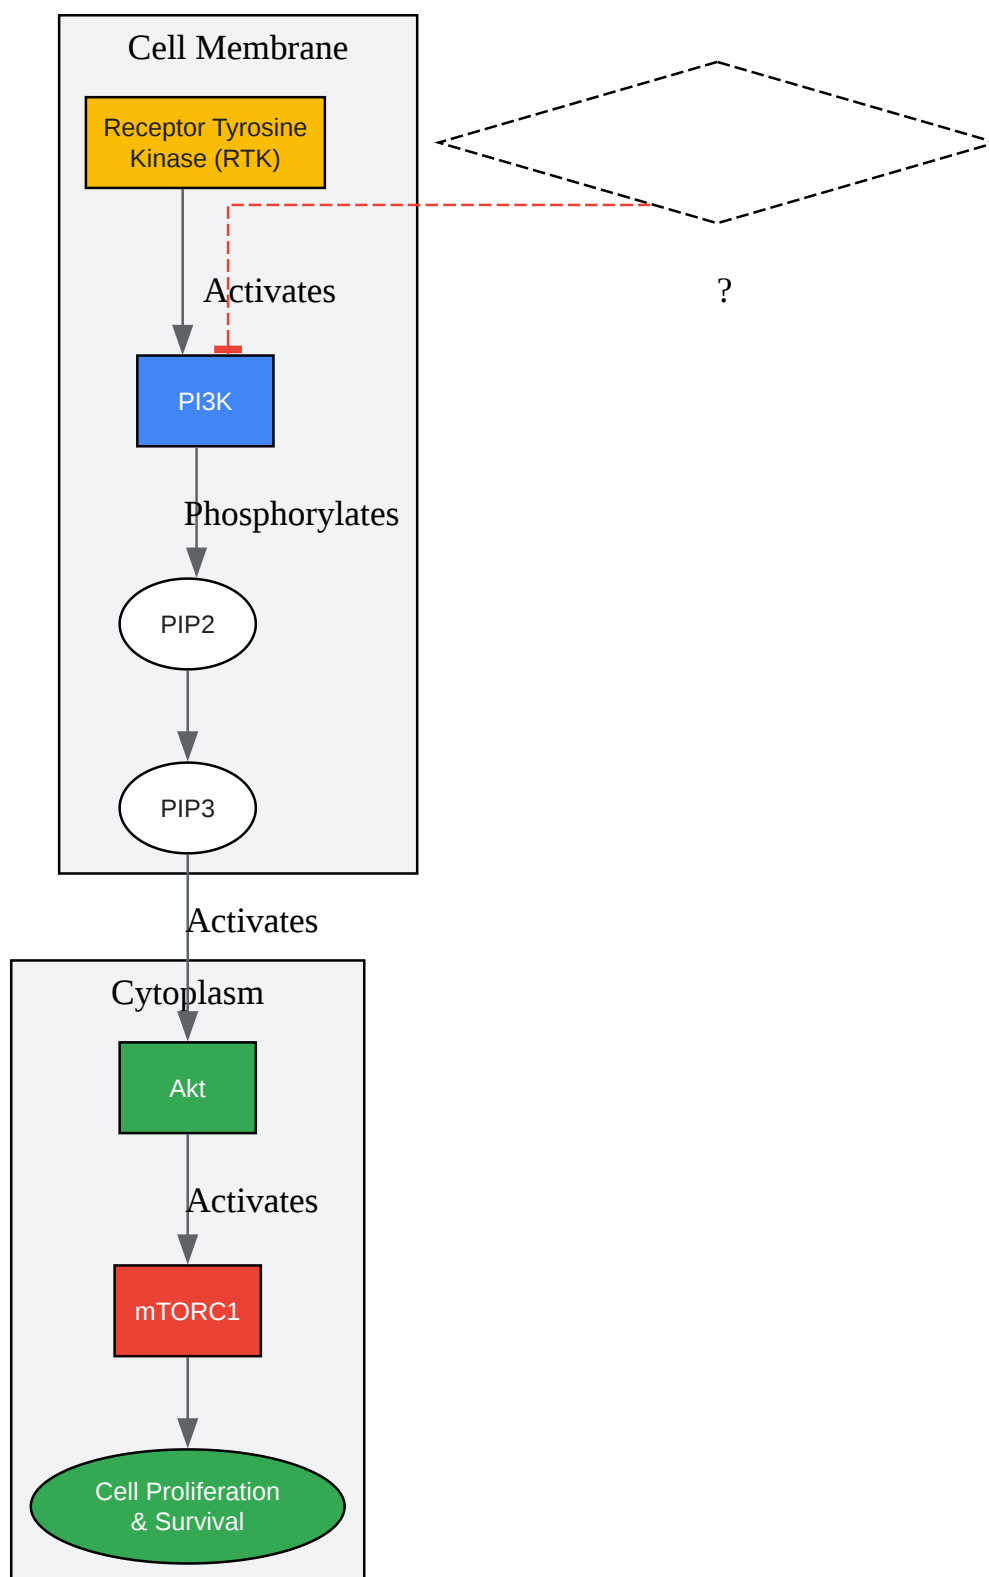 Cell Membrane
Receptor Tyrosine
Kinase (RTK)
Activates
?
PI3K
Phosphorylates
PIP2
PIP3
Activates
Cytoplasm
Akt
Activates
mTORC1
Cell Proliferation
& Survival